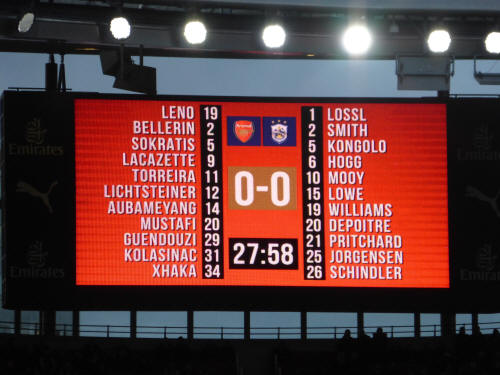 LENO 19 1 LOSSL
BELLERIN 2 2 SMITH
SOKRATIS 5 5 KONGOLO
LACAZETTE 9 6 HOGG
TORREIRA 11 10 MOOY
LICHTSTEINER 12 15 LOWE
AUBAMEYANG 14 19 WILLIAMS
MUSTAFI 20 20 DEPOITRE
GUENDOUZI 29 21 PRITCHARD
KOLASINAC 31 25 JORGENSEN
XHAKA 34 26 SCHINDLER
Arsenal
0-0
27:58
Emirates
Emirates
Emirates
Emirates